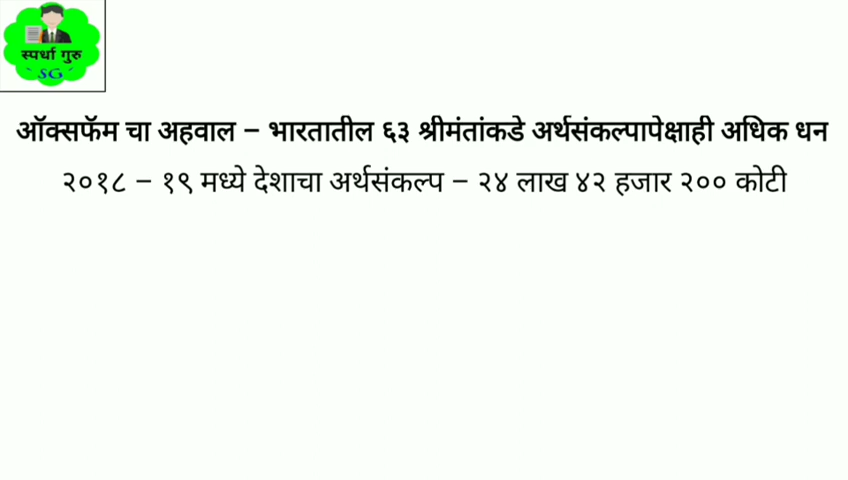 स्पर्धा गुरु
SG
ऑक्सफॅम चा अहवाल – भारतातील ६३ श्रीमंतांकडे अर्थसंकल्पापेक्षाही अधिक धन
२०१८ – १९ मध्ये देशाचा अर्थसंकल्प – २४ लाख ४२ हजार २०० कोटी